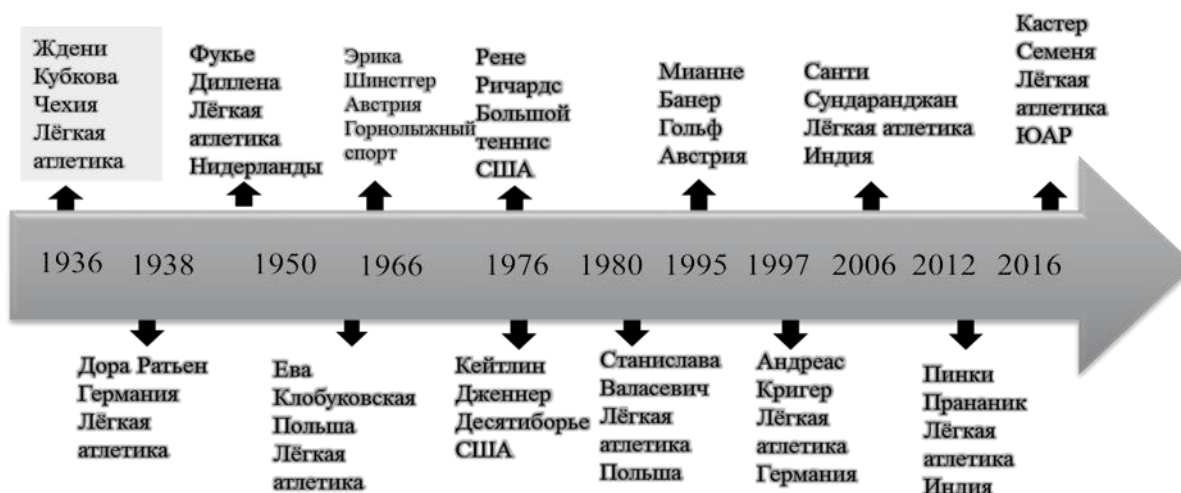 Ждени
Кубкова
Чехия
Лёгкая
атлетика
Фукье
Диллена
Лёгкая
атлетика
Нидерланды
Эрика
Шинстгер
Австрия
Горнолыжный
спорт
Рене
Ричардс
Большой
теннис
США
Мианне
Банер
Гольф
Австрия
Санти
Сундаранджан
Лёгкая атлетика
Индия
Кастер
Семеня
Лёгкая
атлетика
ЮАР
1936
1938
1950
1966
1976
1980
1995
1997
2006
2012
2016
Дора Ратьен
Германия
Лёгкая
атлетика
Ева
Клобуковская
Польша
Лёгкая
атлетика
Кейтлин
Дженнер
Десятиборье
США
Станислава
Валасевич
Лёгкая
атлетика
Польша
Андреас
Кригер
Лёгкая
атлетика
Германия
Пинки
Прананик
Лёгкая
атлетика
Индия